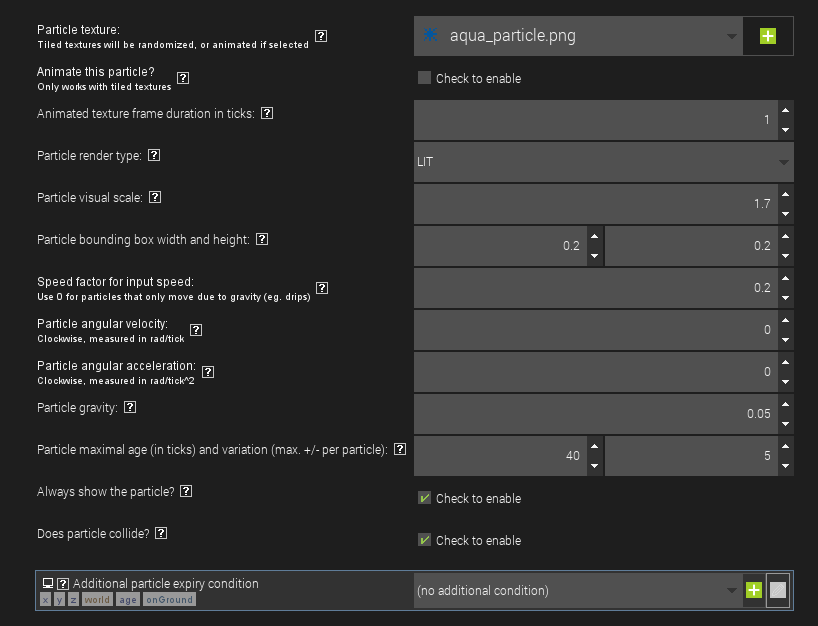 Particle texture:
Tiled textures will be randomized, or animated if selected
?
aqua_particle.png
Animate this particle?
Only works with tiled textures
?
Check to enable
Animated texture frame duration in ticks: ?
1
Particle render type: ?
LIT
Particle visual scale: ?
1.7
Particle bounding box width and height: ?
0.2
0.2
Speed factor for input speed:
Use 0 for particles that only move due to gravity (eg. drips)
?
0.2
Particle angular velocity:
Clockwise, measured in rad/tick
?
0
Particle angular acceleration:
Clockwise, measured in rad/tick^2
?
0
Particle gravity: ?
0.05
Particle maximal age (in ticks) and variation (max. +/- per particle): ?
40
5
Always show the particle? ?
Check to enable
Does particle collide? ?
Check to enable
? Additional particle expiry condition
x y z world age onGround
(no additional condition)